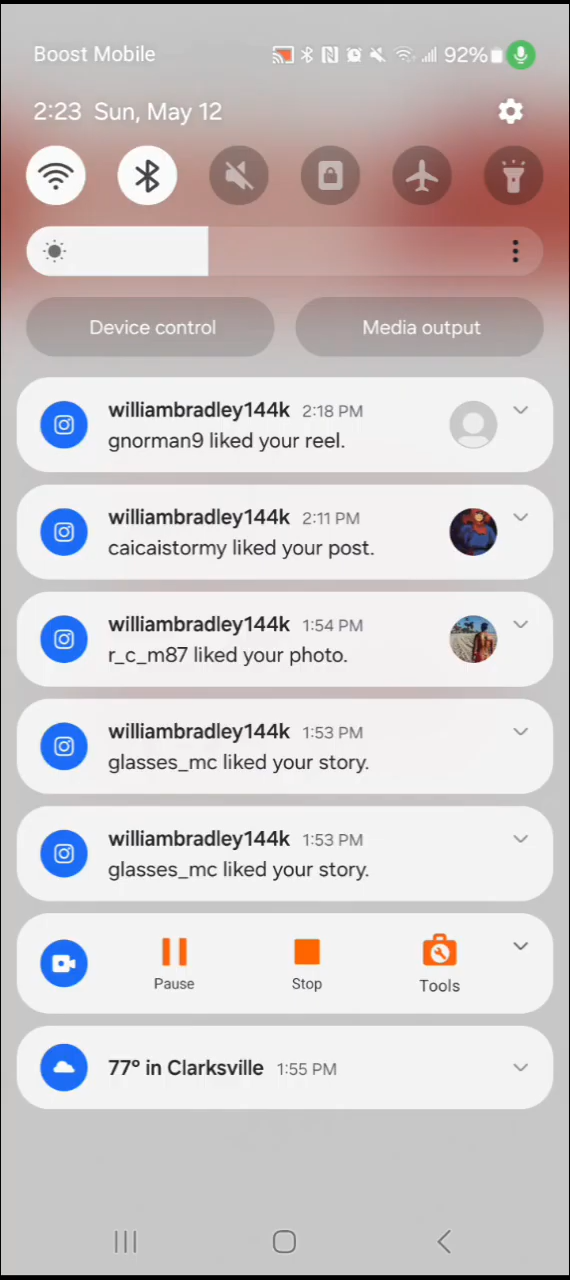 Boost Mobile 92%
2:23 Sun, May 12
Device control Media output
williambradley144k 2:18 PM
gnorman9 liked your reel.
williambradley144k 2:11 PM
caicaistormy liked your post.
williambradley144k 1:54 PM
r_c_m87 liked your photo.
williambradley144k 1:53 PM
glasses_mc liked your story.
williambradley144k 1:53 PM
glasses_mc liked your story.
Pause Stop Tools
77° in Clarksville 1:55 PM